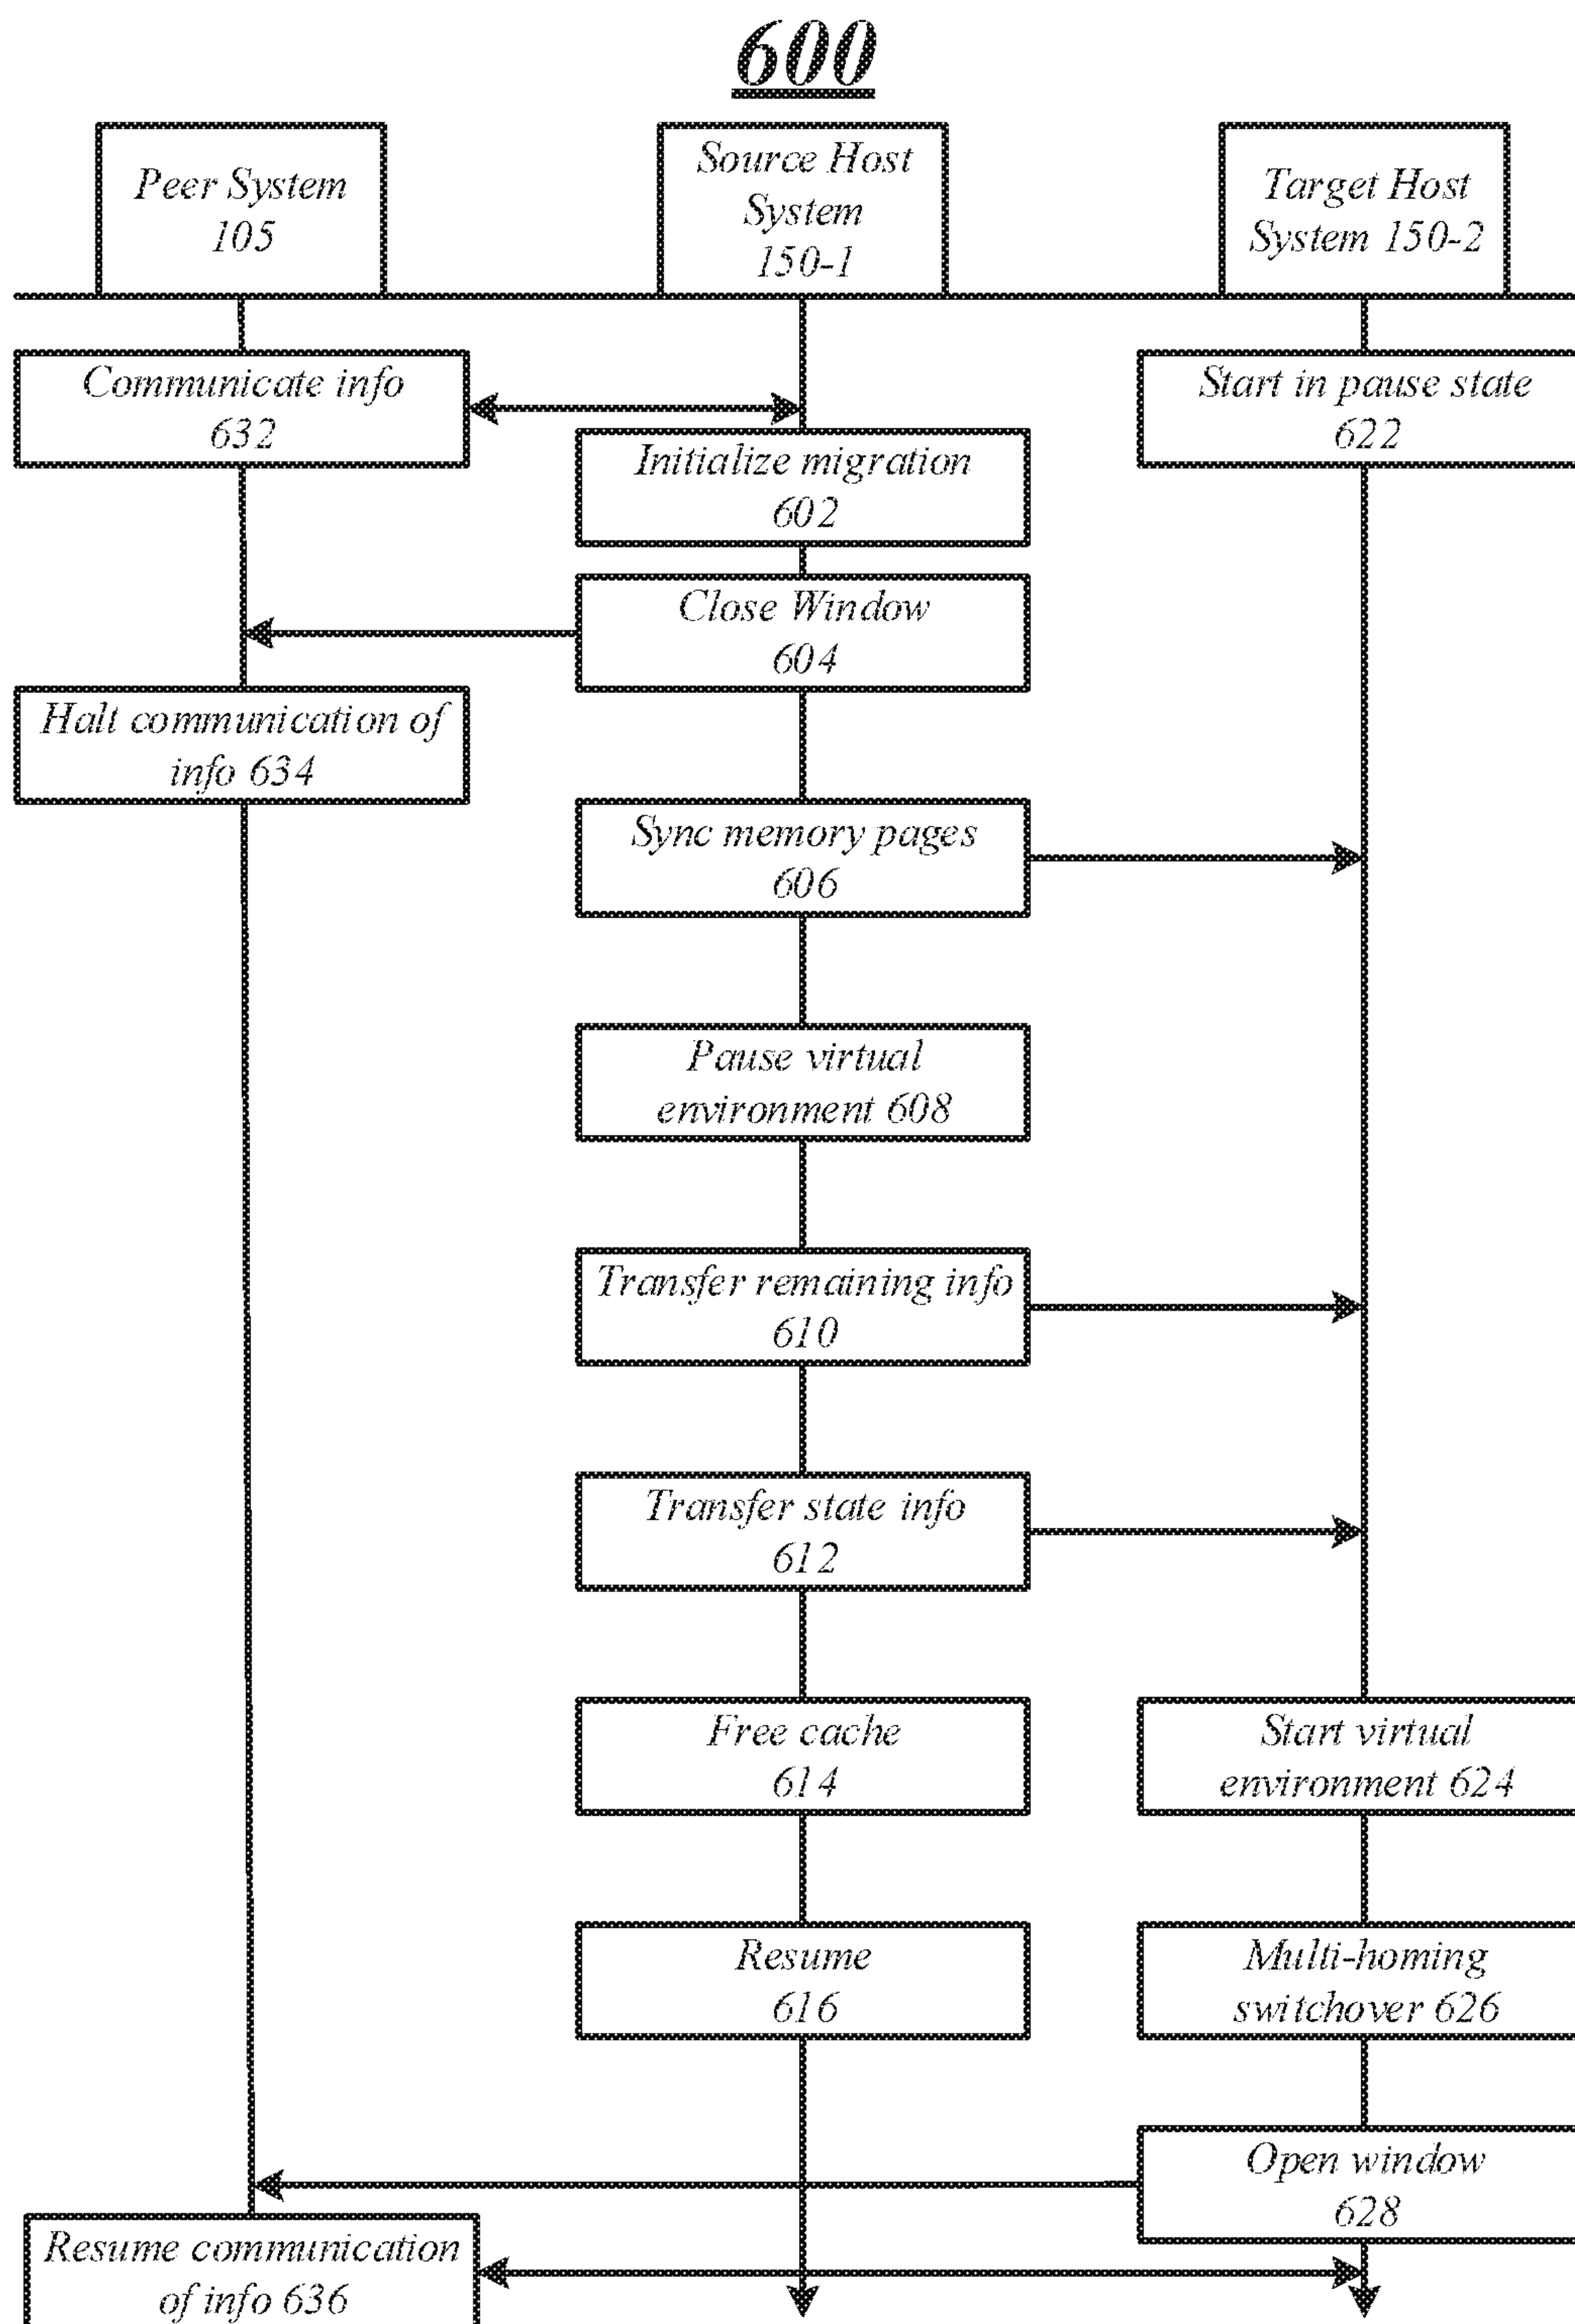 600
Peer System
105
Source Host
System
150-1
Target Host
System 150-2
Communicate info
632
Start in pause state
622
Initialize migration
602
Close Window
604
Halt communication of
info 634
Sync memory pages
606
Pause virtual
environment 608
Transfer remaining info
610
Transfer state info
612
Free cache
614
Start virtual
environment 624
Resume
616
Multi-homing
switchover 626
Open window
628
Resume communication
of info 636